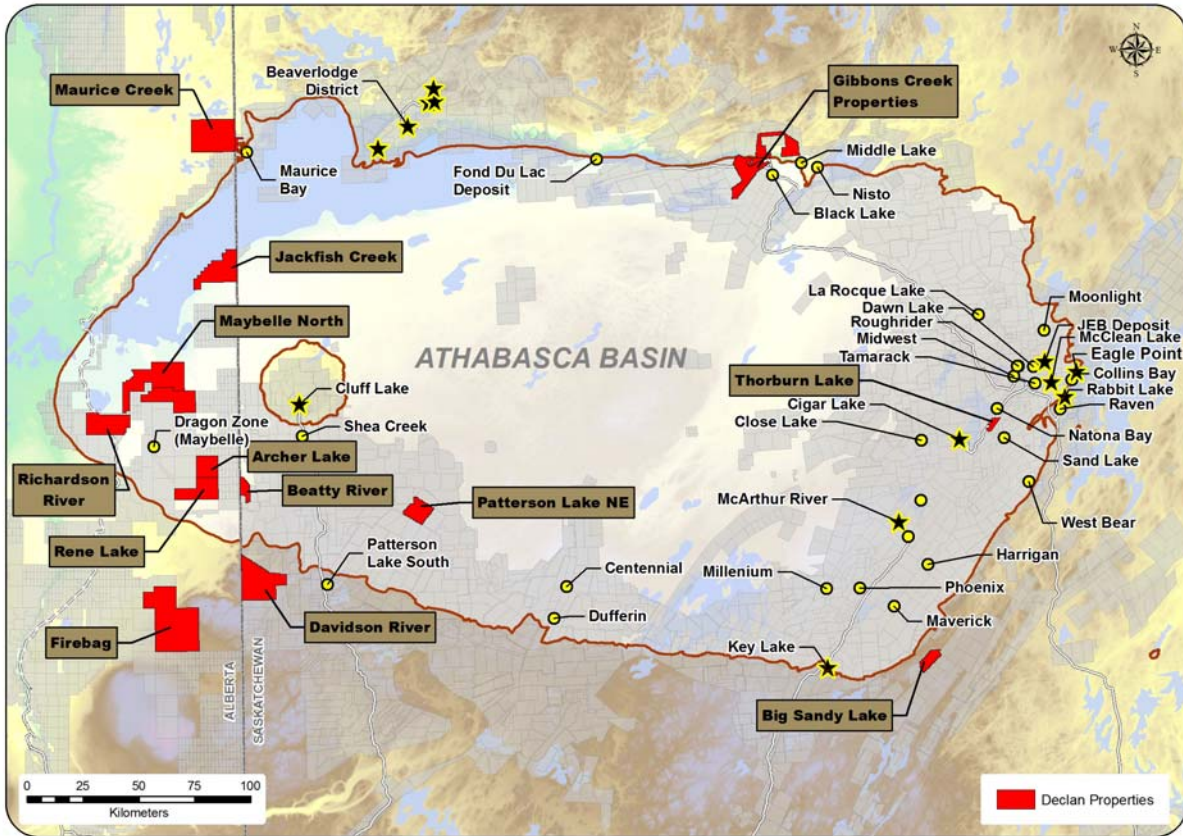 N
W
E
S
Maurice Creek
Beaverlodge
District
Gibbons Creek
Properties
Maurice
Bay
Fond Du Lac
Deposit
Middle Lake
Nisto
Black Lake
Jackfish Creek
Maybelle North
ATHABASCA BASIN
La Rocque Lake
Dawn Lake
Roughrider
Midwest
Tamarack
Moonlight
JEB Deposit
McClean Lake
Eagle Point
Collins Bay
Rabbit Lake
Raven
Thorburn Lake
Cigar Lake
Close Lake
Natona Bay
Sand Lake
Cluff Lake
Shea Creek
Dragon Zone
(Maybelle)
Richardson
River
Archer Lake
Beatty River
Patterson Lake NE
Rene Lake
McArthur River
West Bear
Patterson
Lake South
Centennial
Dufferin
Millenium
Harrigan
Phoenix
Maverick
Firebag
Davidson River
Key Lake
Big Sandy Lake
ALBERTA
SASKATCHEWAN
0 25 50 75 100
Kilometers
Declan Properties